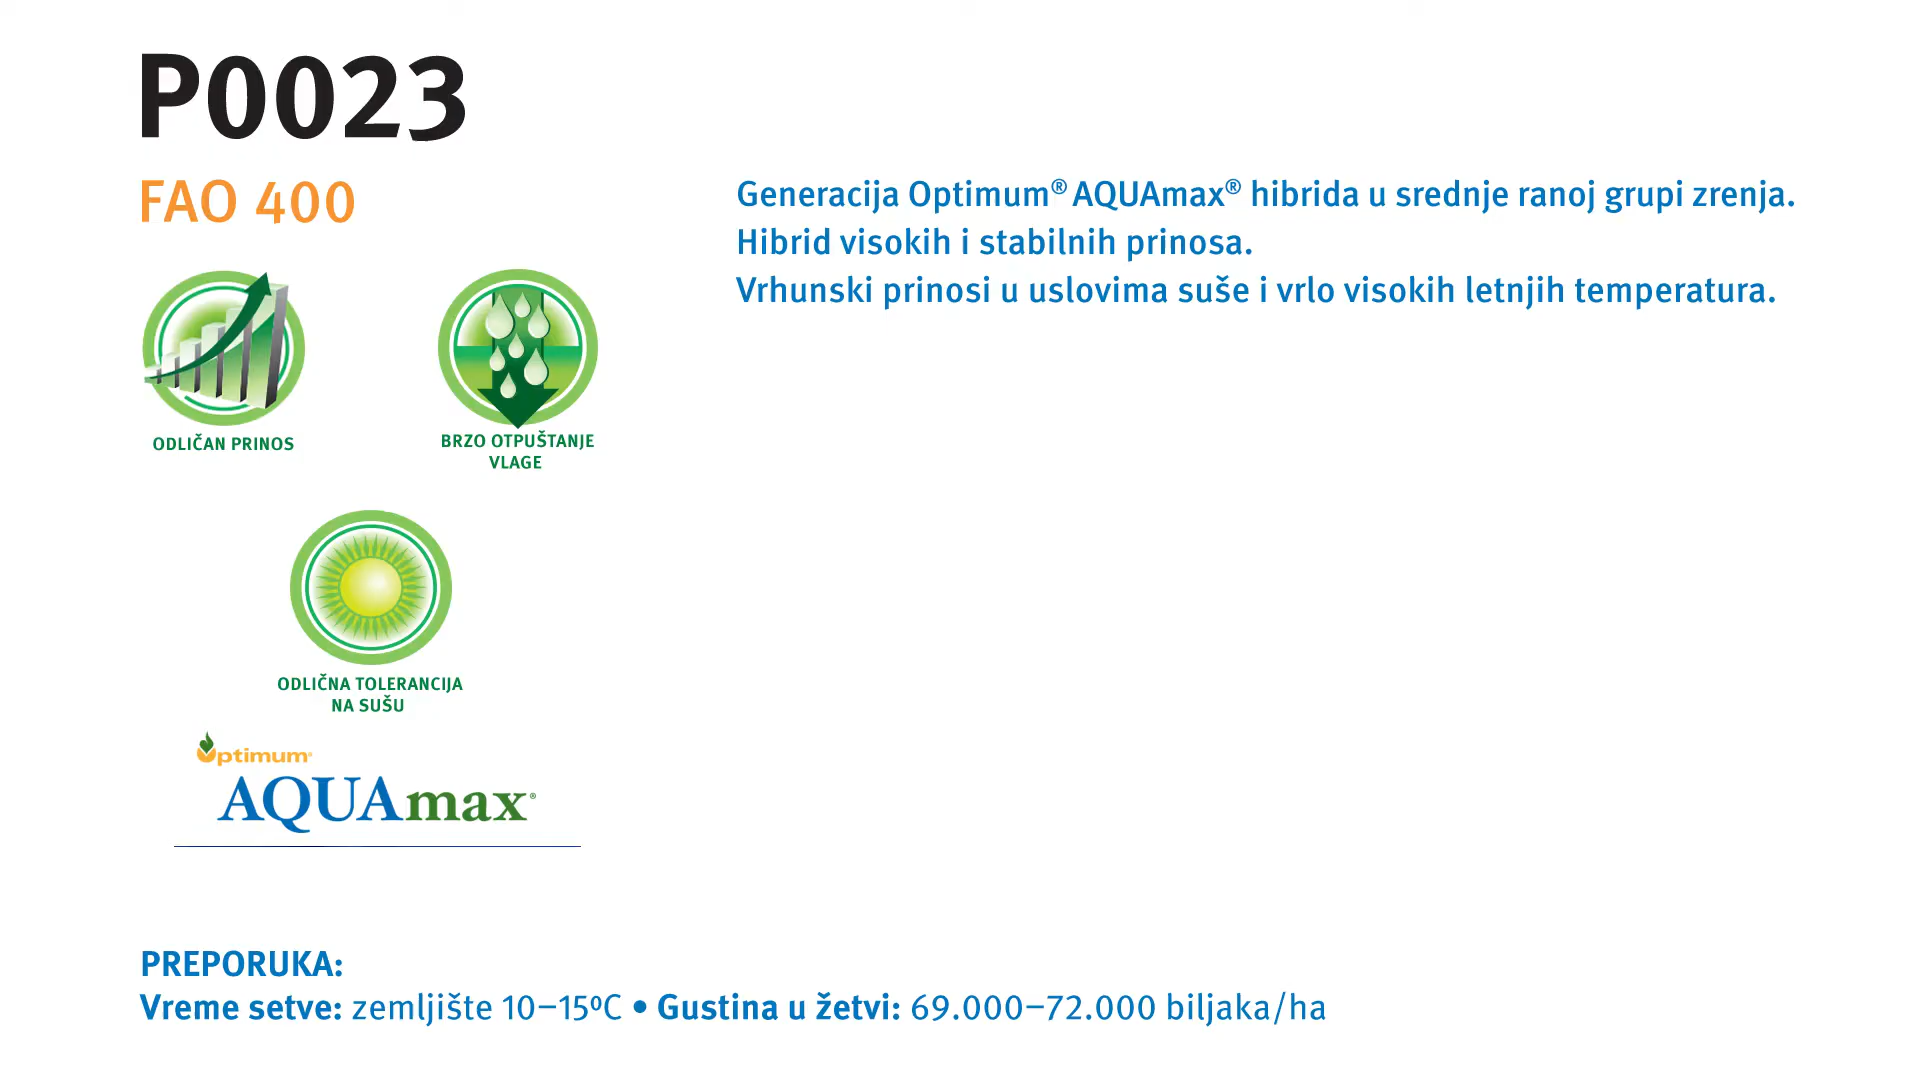 P0023
FAO 400
Generacija Optimum® AQUAmax® hibrida u srednje ranoj grupi zrenja.
Hibrid visokih i stabilnih prinosa.
Vrhunski prinosi u uslovima suše i vrlo visokih letnjih temperatura.
ODLIČAN PRINOS
BRZO OTPUŠTANJE
VLAGE
ODLIČNA TOLERANCIJA
NA SUŠU
Optimum®
AQUAmax®
PREPORUKA:
Vreme setve: zemljište 10–15ºC • Gustina u žetvi: 69.000–72.000 biljaka/ha